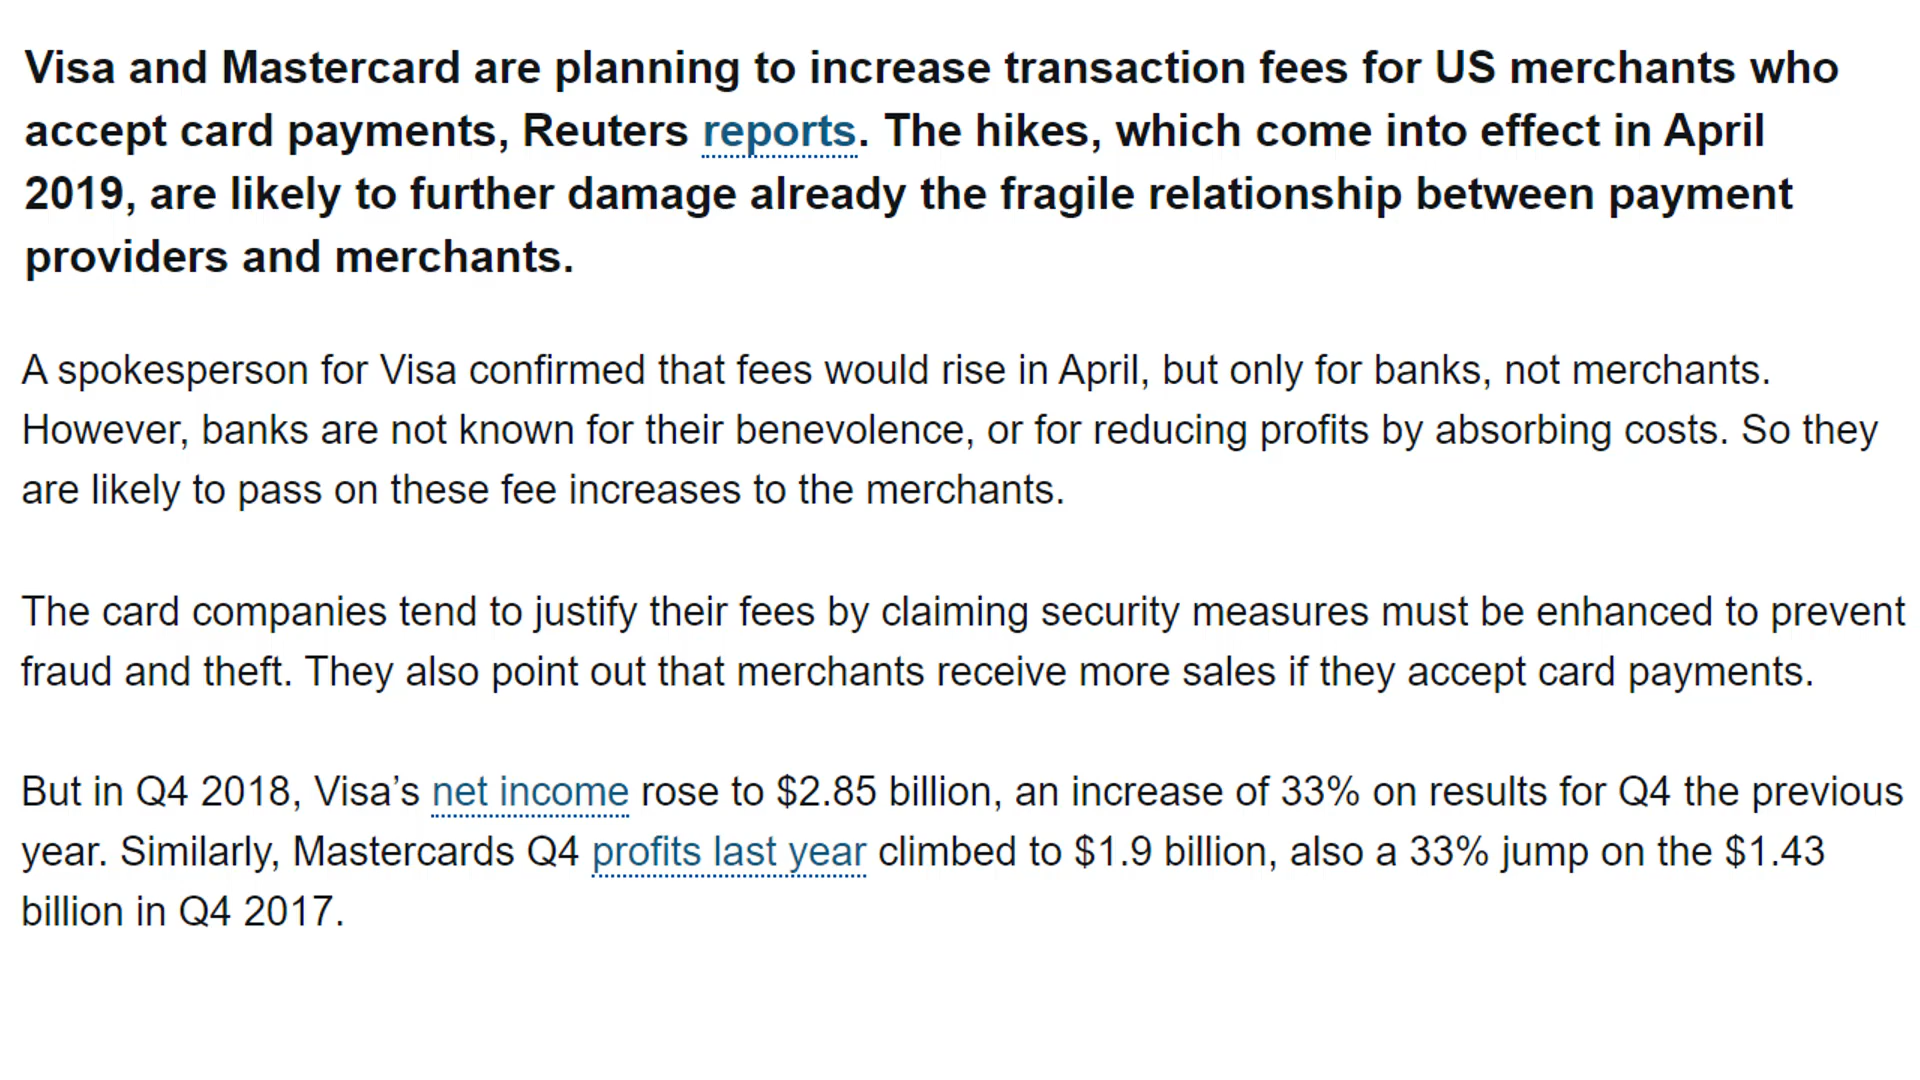 Visa and Mastercard are planning to increase transaction fees for US merchants who
accept card payments, Reuters reports. The hikes, which come into effect in April
2019, are likely to further damage already the fragile relationship between payment
providers and merchants.
A spokesperson for Visa confirmed that fees would rise in April, but only for banks, not merchants.
However, banks are not known for their benevolence, or for reducing profits by absorbing costs. So they
are likely to pass on these fee increases to the merchants.
The card companies tend to justify their fees by claiming security measures must be enhanced to prevent
fraud and theft. They also point out that merchants receive more sales if they accept card payments.
But in Q4 2018, Visa’s net income rose to $2.85 billion, an increase of 33% on results for Q4 the previous
year. Similarly, Mastercards Q4 profits last year climbed to $1.9 billion, also a 33% jump on the $1.43
billion in Q4 2017.